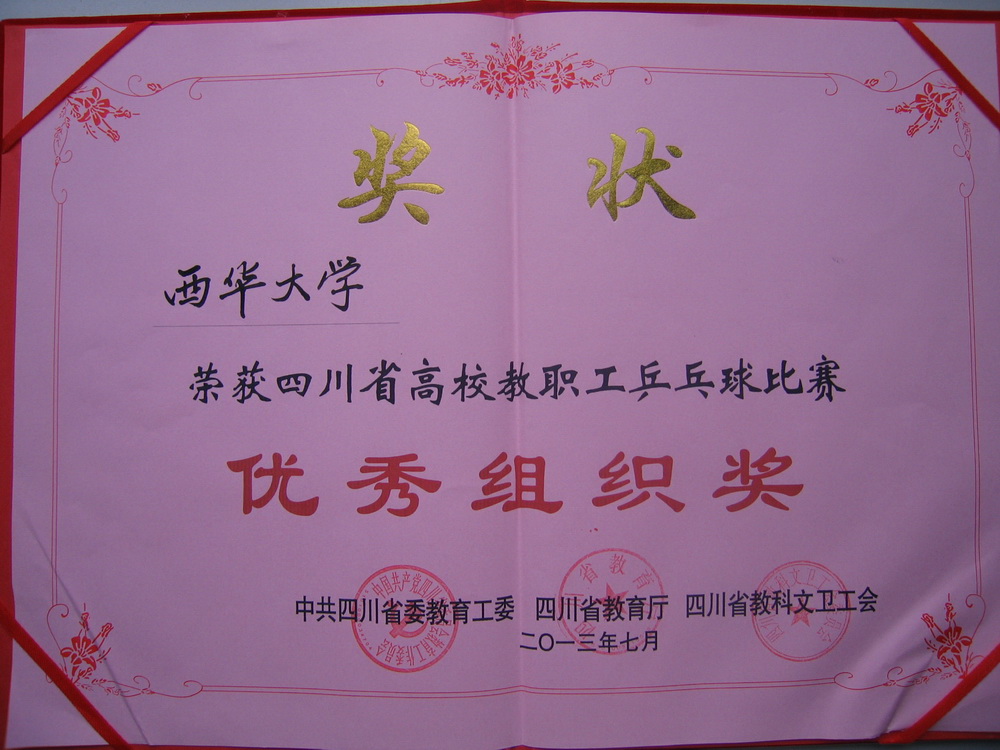 奖状
西华大学
荣获四川省高校教职工乒乓球比赛
优秀组织奖
中共四川省委教育工委 四川省教育厅 四川省教科文卫工会
二〇一三年七月